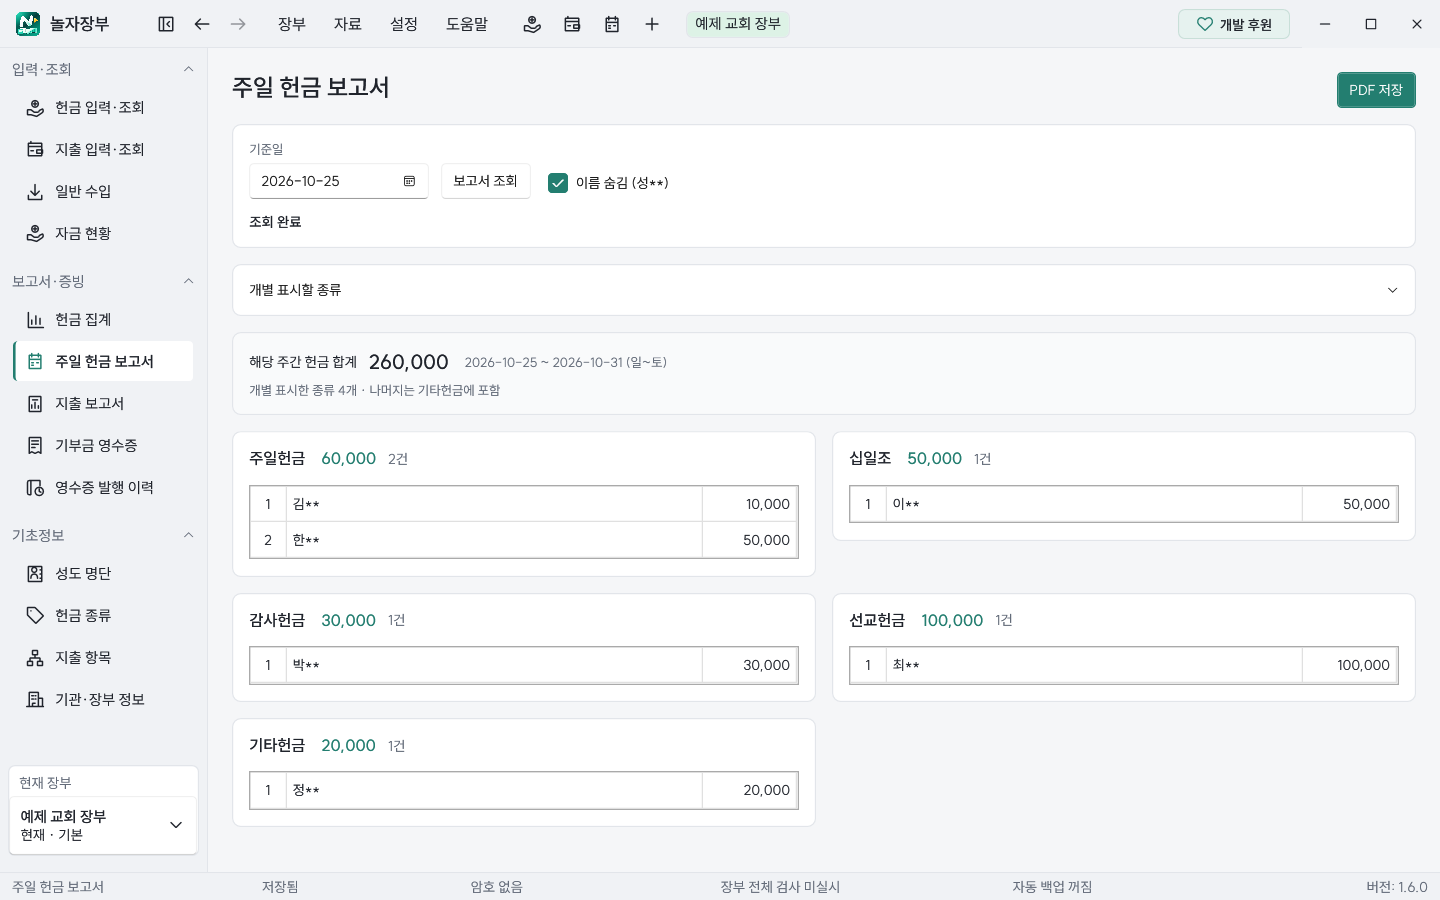 놀자장부
장부 자료 설정 도움말
예제 교회 장부
개발 후원
입력·조회
헌금 입력·조회
지출 입력·조회
일반 수입
자금 현황
보고서·증빙
헌금 집계
주일 헌금 보고서
지출 보고서
기부금 영수증
영수증 발행 이력
기초정보
성도 명단
헌금 종류
지출 항목
기관·장부 정보
현재 장부
예제 교회 장부
현재 · 기본
주일 헌금 보고서
PDF 저장
기준일
2026-10-25
보고서 조회
이름 숨김 (성**)
조회 완료
개별 표시할 종류
해당 주간 헌금 합계 260,000 2026-10-25 ~ 2026-10-31 (일~토)
개별 표시한 종류 4개 · 나머지는 기타헌금에 포함
주일헌금 60,000 2건
1 김** 10,000
2 한** 50,000
십일조 50,000 1건
1 이** 50,000
감사헌금 30,000 1건
1 박** 30,000
선교헌금 100,000 1건
1 최** 100,000
기타헌금 20,000 1건
1 정** 20,000
주일 헌금 보고서 저장됨 암호 없음 장부 전체 검사 미실시 자동 백업 꺼짐 버전: 1.6.0